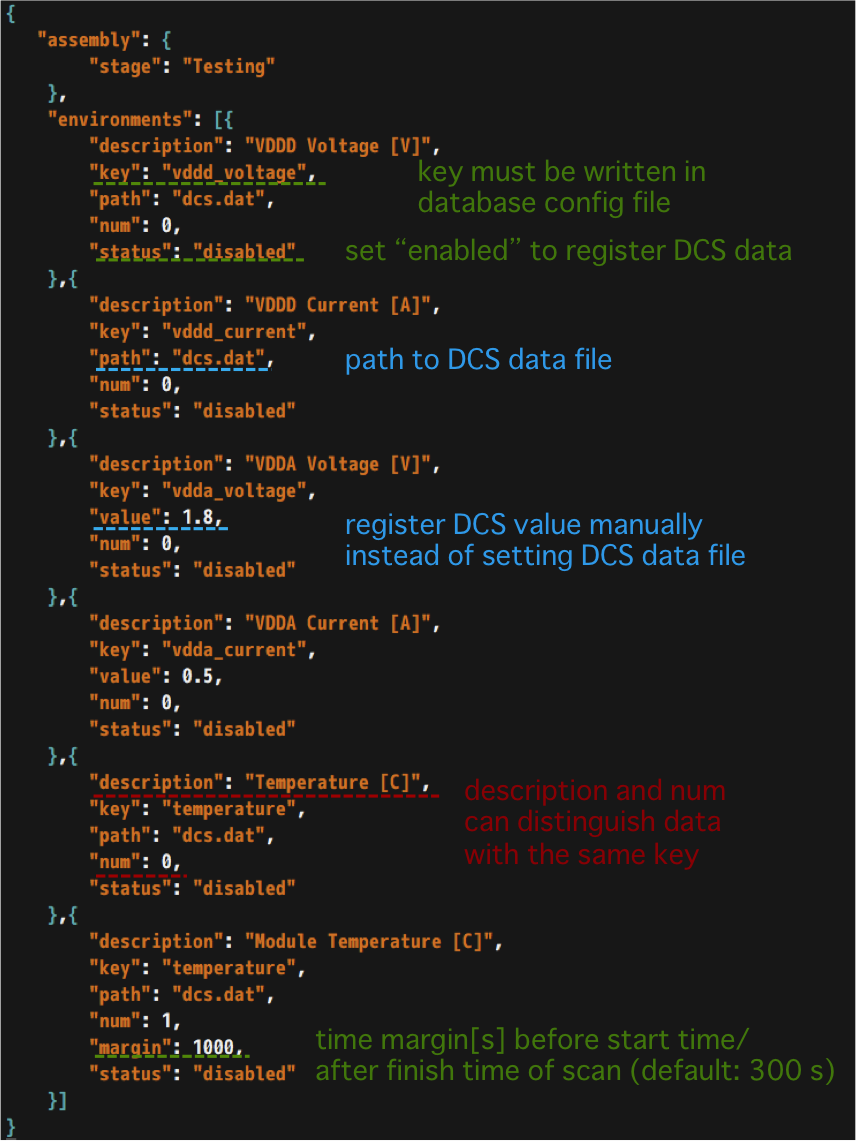 {
"assembly": {
"stage": "Testing"
},
"environments": [{
"description": "VDDD Voltage [V]",
"key": "vddd_voltage",
key must be written in
"path": "dcs.dat",
database config file
"num": 0,
"status": "disabled"
set “enabled” to register DCS data
},{
"description": "VDDD Current [A]",
"key": "vddd_current",
"path": "dcs.dat",
path to DCS data file
"num": 0,
"status": "disabled"
},{
"description": "VDDA Voltage [V]",
"key": "vdda_voltage",
"value": 1.8,
register DCS value manually
"num": 0,
instead of setting DCS data file
"status": "disabled"
},{
"description": "VDDA Current [A]",
"key": "vdda_current",
"value": 0.5,
"num": 0,
"status": "disabled"
},{
"description": "Temperature [C]",
description and num
"key": "temperature",
can distinguish data
"path": "dcs.dat",
with the same key
"num": 0,
"status": "disabled"
},{
"description": "Module Temperature [C]",
"key": "temperature",
"path": "dcs.dat",
"num": 1,
"margin": 1000,
time margin[s] before start time/
"status": "disabled"
after finish time of scan (default: 300 s)
}]
}